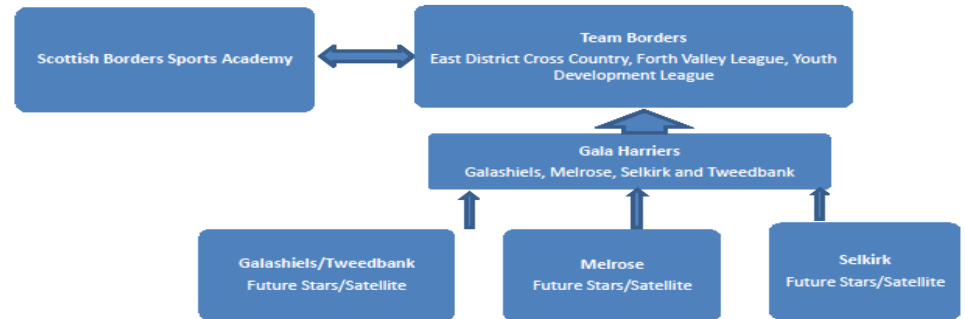 Scottish Borders Sports Academy
Team Borders
East District Cross Country, Forth Valley League, Youth
Development League
Gala Harriers
Galashiels, Melrose, Selkirk and Tweedbank
Galashiels/Tweedbank
Future Stars/Satellite
Melrose
Future Stars/Satellite
Selkirk
Future Stars/Satellite